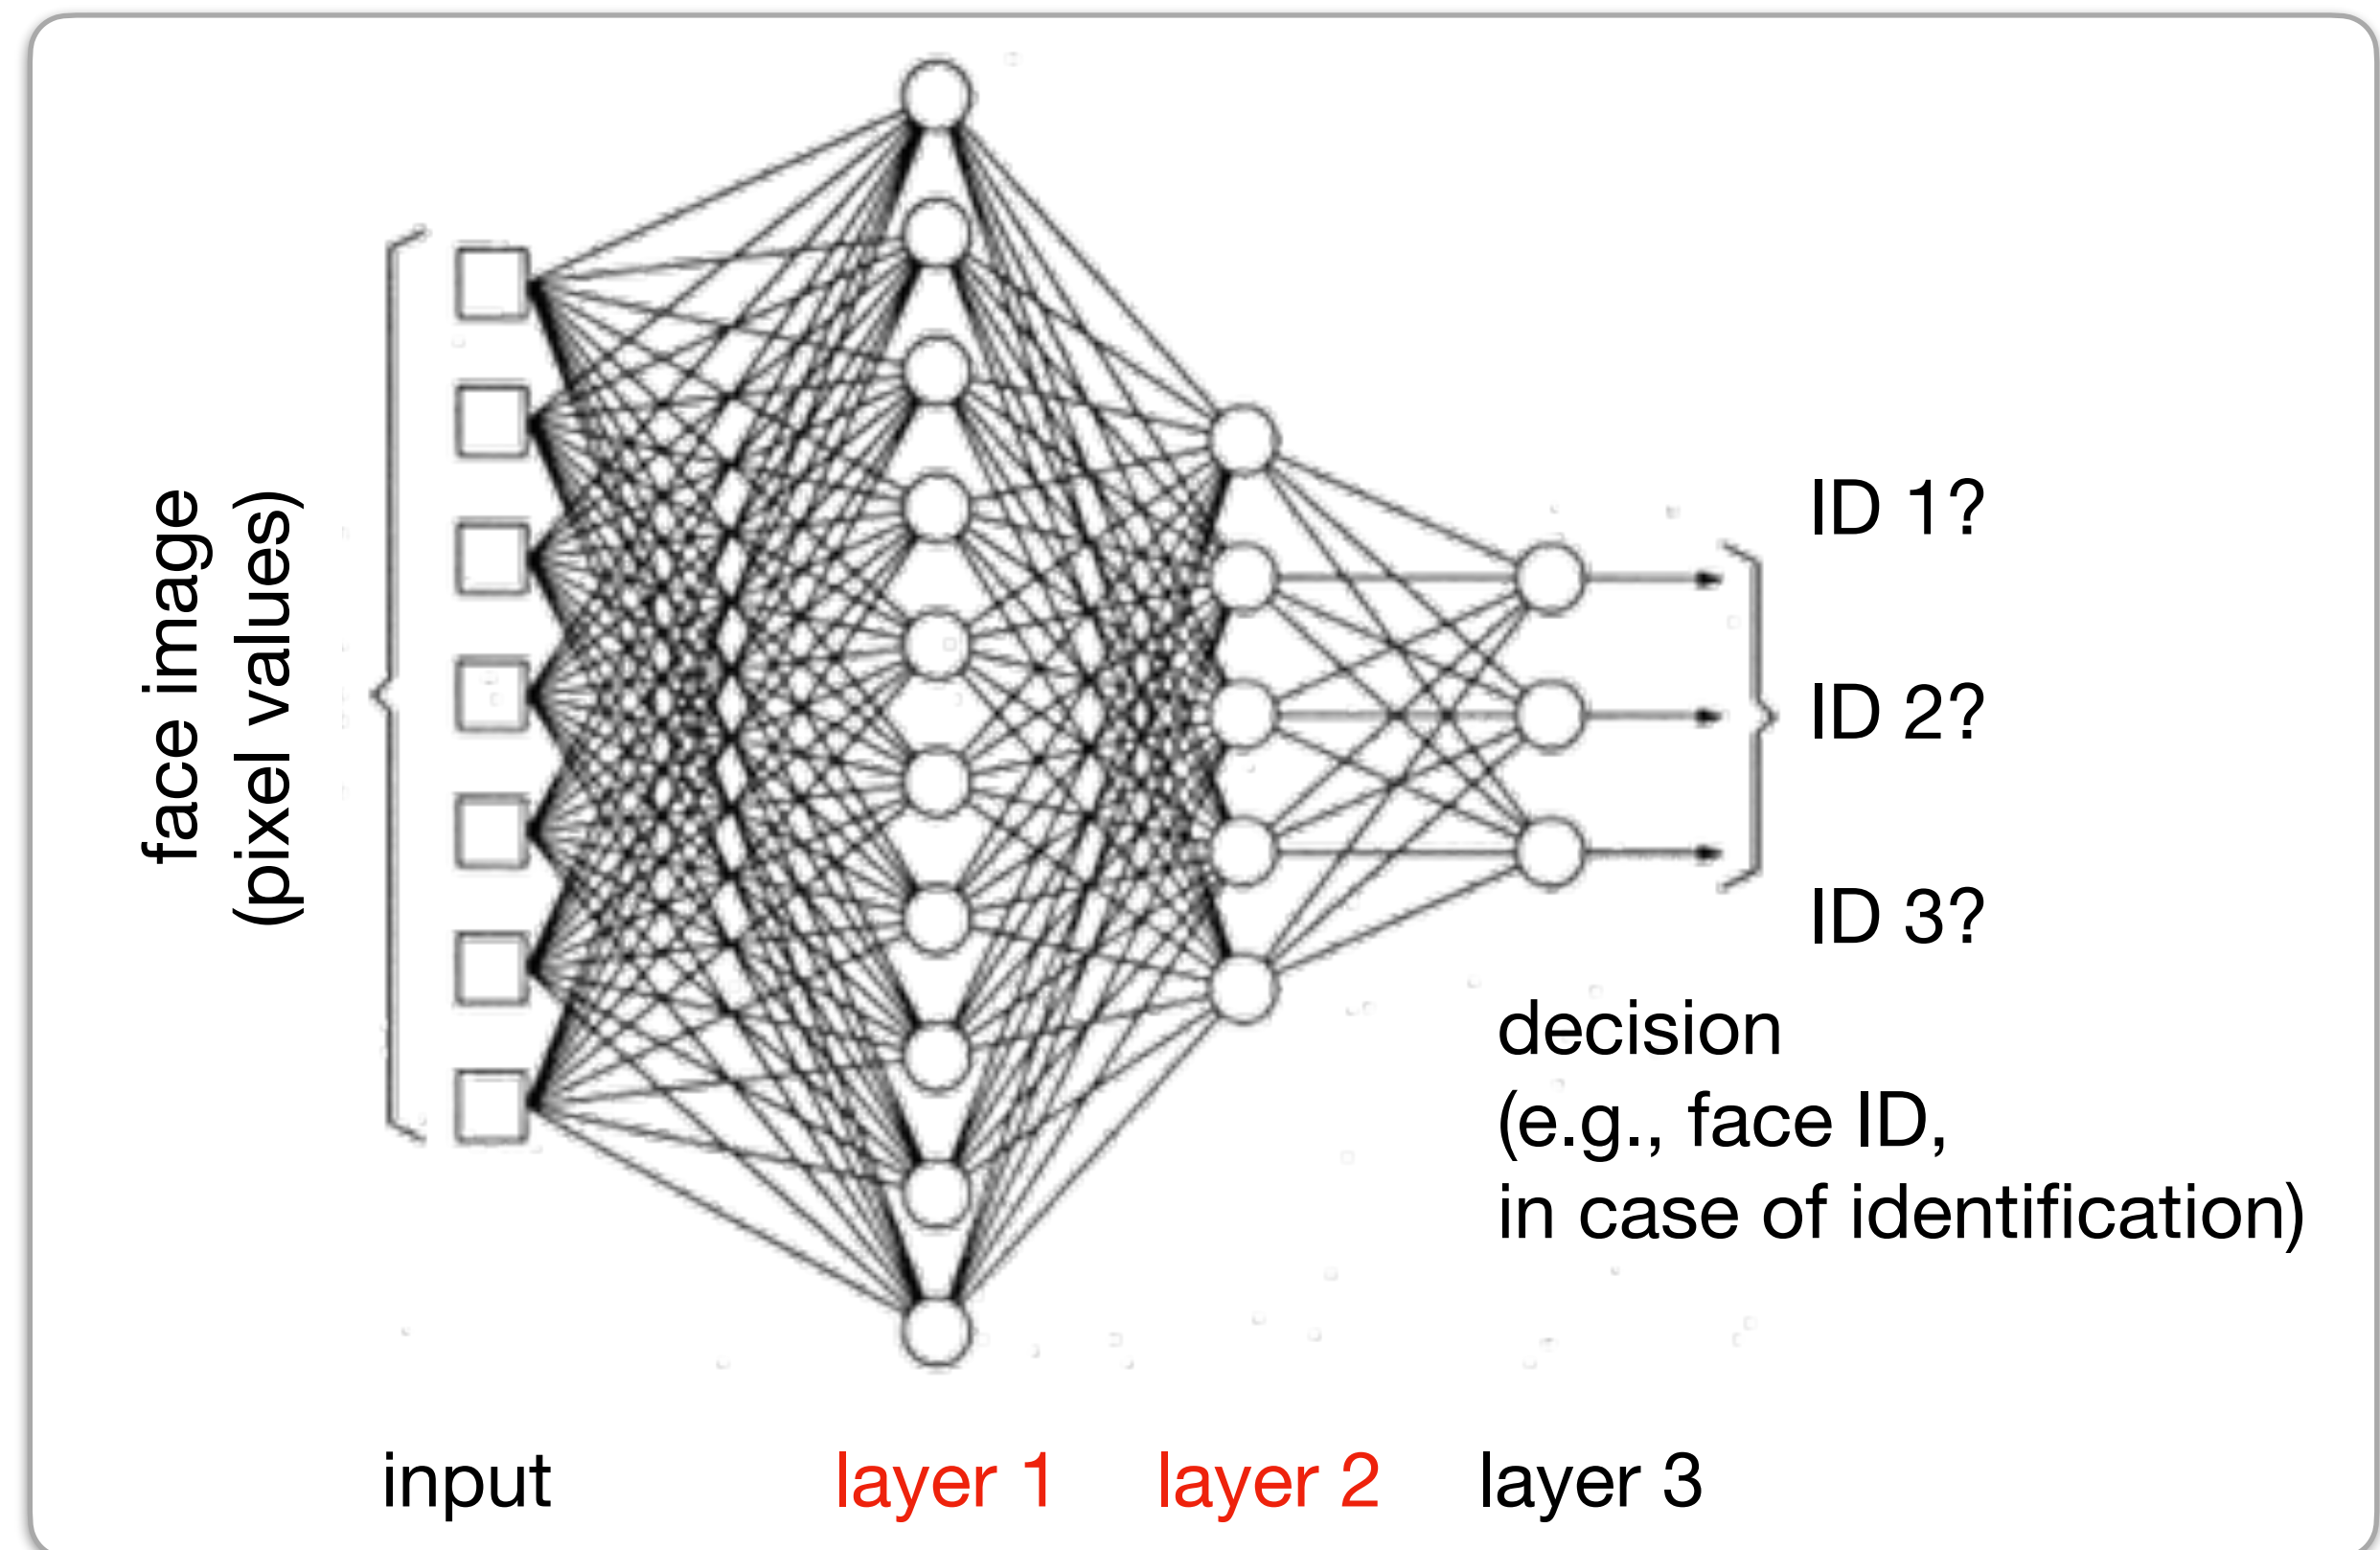 face image
(pixel values)
ID 1?
ID 2?
ID 3?
decision
(e.g., face ID,
in case of identification)
input
layer 1
layer 2
layer 3